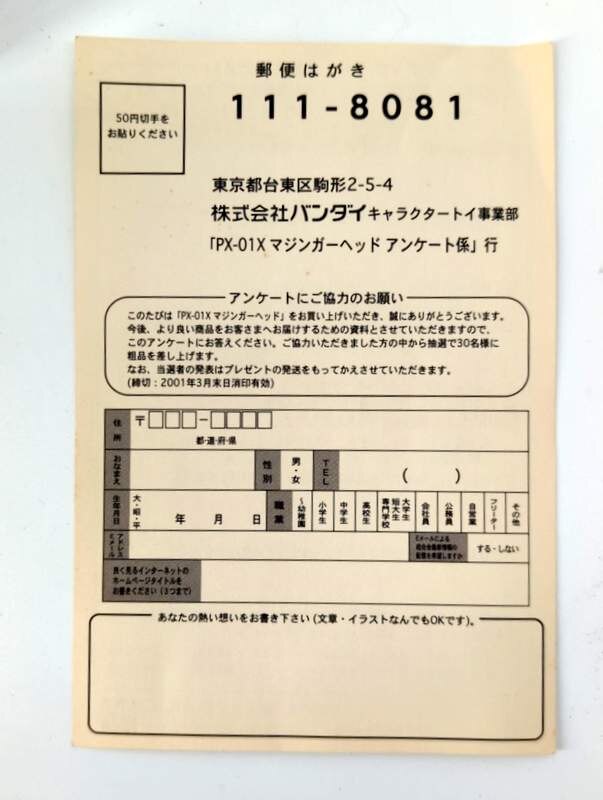 郵便はがき
50円切手を
お貼りください
111-8081
東京都台東区駒形2-5-4
株式会社バンダイキャラクタートイ事業部
「PX-01X マジンガーヘッド アンケート係」行
アンケートにご協力のお願い
このたびは「PX-01X マジンガーヘッド」をお買い上げいただき、誠にありがとうございます。
今後、より良い商品をお客さまへお届けするための資料とさせていただきますので、
このアンケートにお答えください。ご協力いただきました方の中から抽選で30名様に
粗品を差し上げます。
なお、当選者の発表はプレゼントの発送をもってかえさせていただきます。
(締切:2001年3月末日消印有効)
住所
〒□□□-□□□□
都・道・府・県
おなまえ
性別
男・女
TEL
( )
生年月日
大・昭・平
年 月 日
職業
〜幼稚園
小学生
中学生
高校生
大学生
短大生
専門学校
会社員
公務員
自営業
フリーター
その他
Eメール
アドレス
Eメールによる
する・しない
良く見るインターネットの
ホームページタイトルを
お書きください(3つまで)
あなたの熱い想いをお書き下さい(文章・イラストなんでもOKです)。